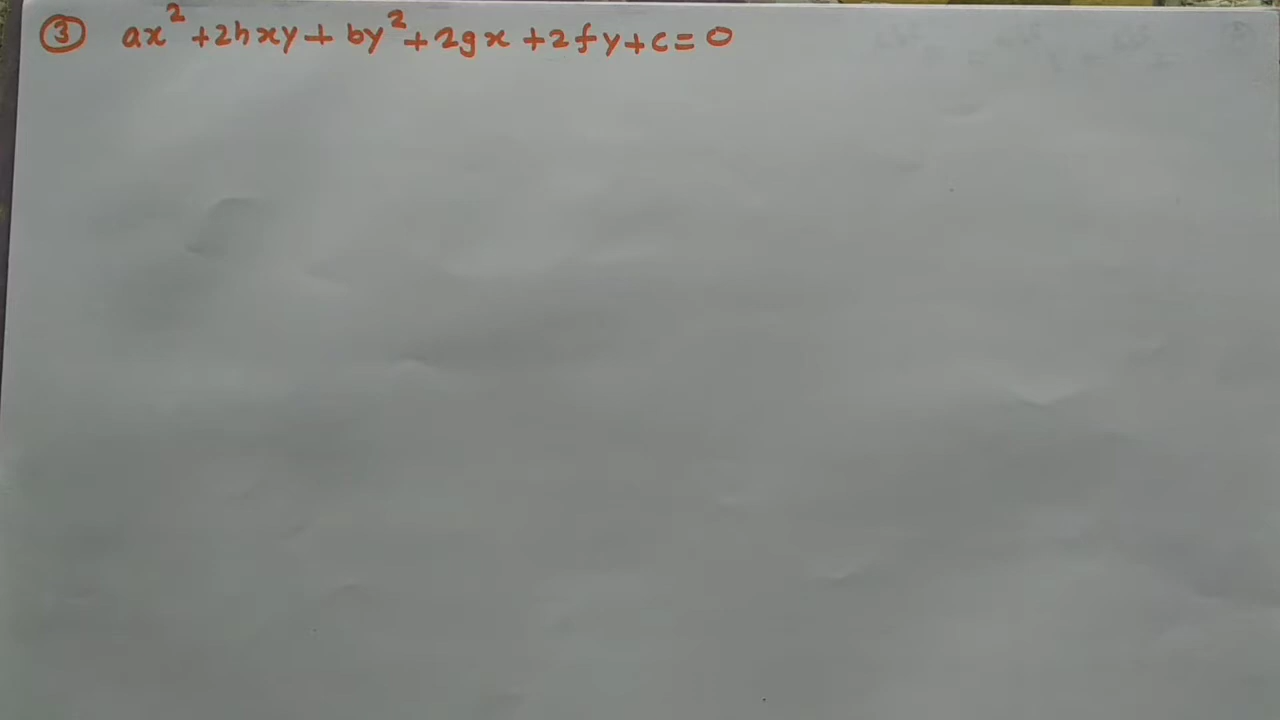 ③ ax² + 2hxy + by² + 2gx + 2fy + c = 0